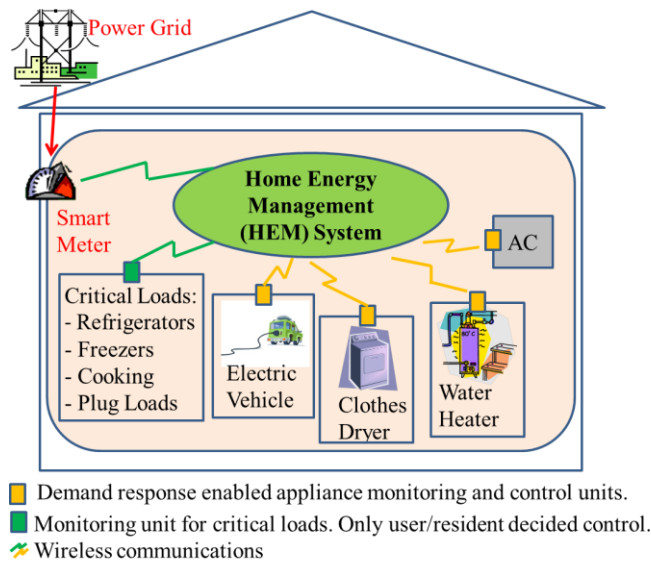 Power Grid
Home Energy
Management
(HEM) System
Smart
Meter
AC
Critical Loads:
- Refrigerators
- Freezers
- Cooking
- Plug Loads
Electric
Vehicle
Clothes
Dryer
80°C
Water
Heater
Demand response enabled appliance monitoring and control units.
Monitoring unit for critical loads. Only user/resident decided control.
Wireless communications